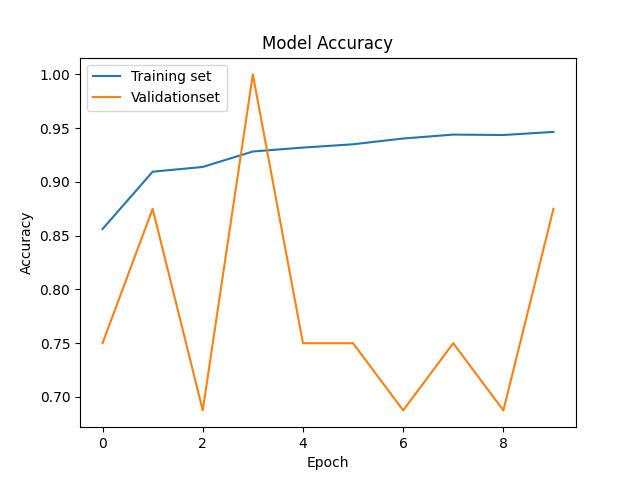 Model Accuracy
Training set
Validationset
1.00
0.95
0.90
0.85
0.80
0.75
0.70
Accuracy
0 2 4 6 8
Epoch